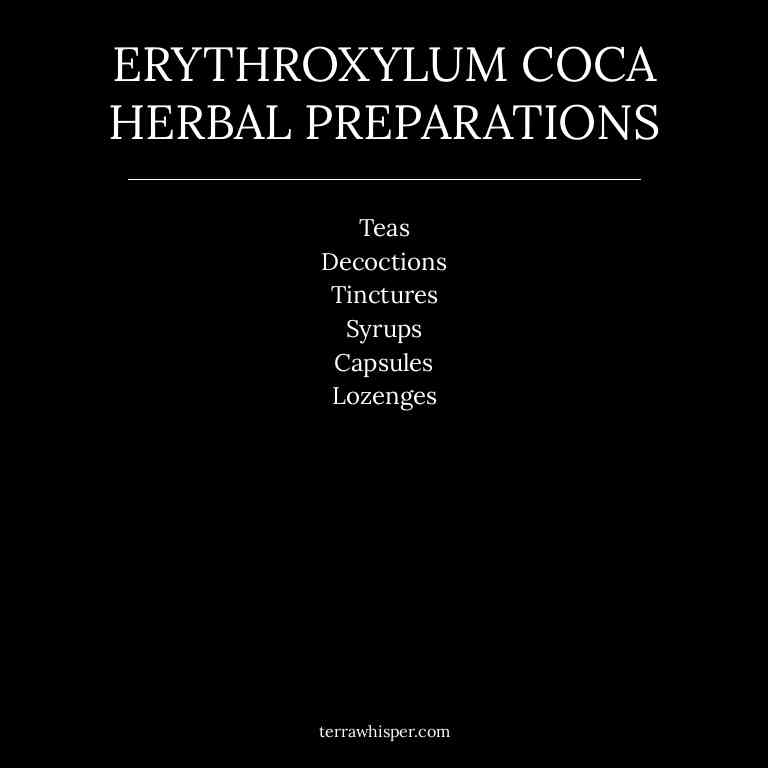 ERYTHROXYLUM COCA
HERBAL PREPARATIONS
Teas
Decoctions
Tinctures
Syrups
Capsules
Lozenges
terrawhisper.com